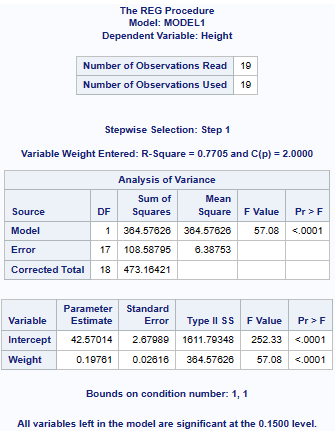 The REG Procedure
Model: MODEL1
Dependent Variable: Height
Number of Observations Read 19
Number of Observations Used 19
Stepwise Selection: Step 1
Variable Weight Entered: R-Square = 0.7705 and C(p) = 2.0000
Analysis of Variance
Source DF Sum of Squares Mean Square F Value Pr > F
Model 1 364.57626 364.57626 57.08 <.0001
Error 17 108.58795 6.38753
Corrected Total 18 473.16421
Variable Parameter Estimate Standard Error Type II SS F Value Pr > F
Intercept 42.57014 2.67989 1611.79348 252.33 <.0001
Weight 0.19761 0.02616 364.57626 57.08 <.0001
Bounds on condition number: 1, 1
All variables left in the model are significant at the 0.1500 level.